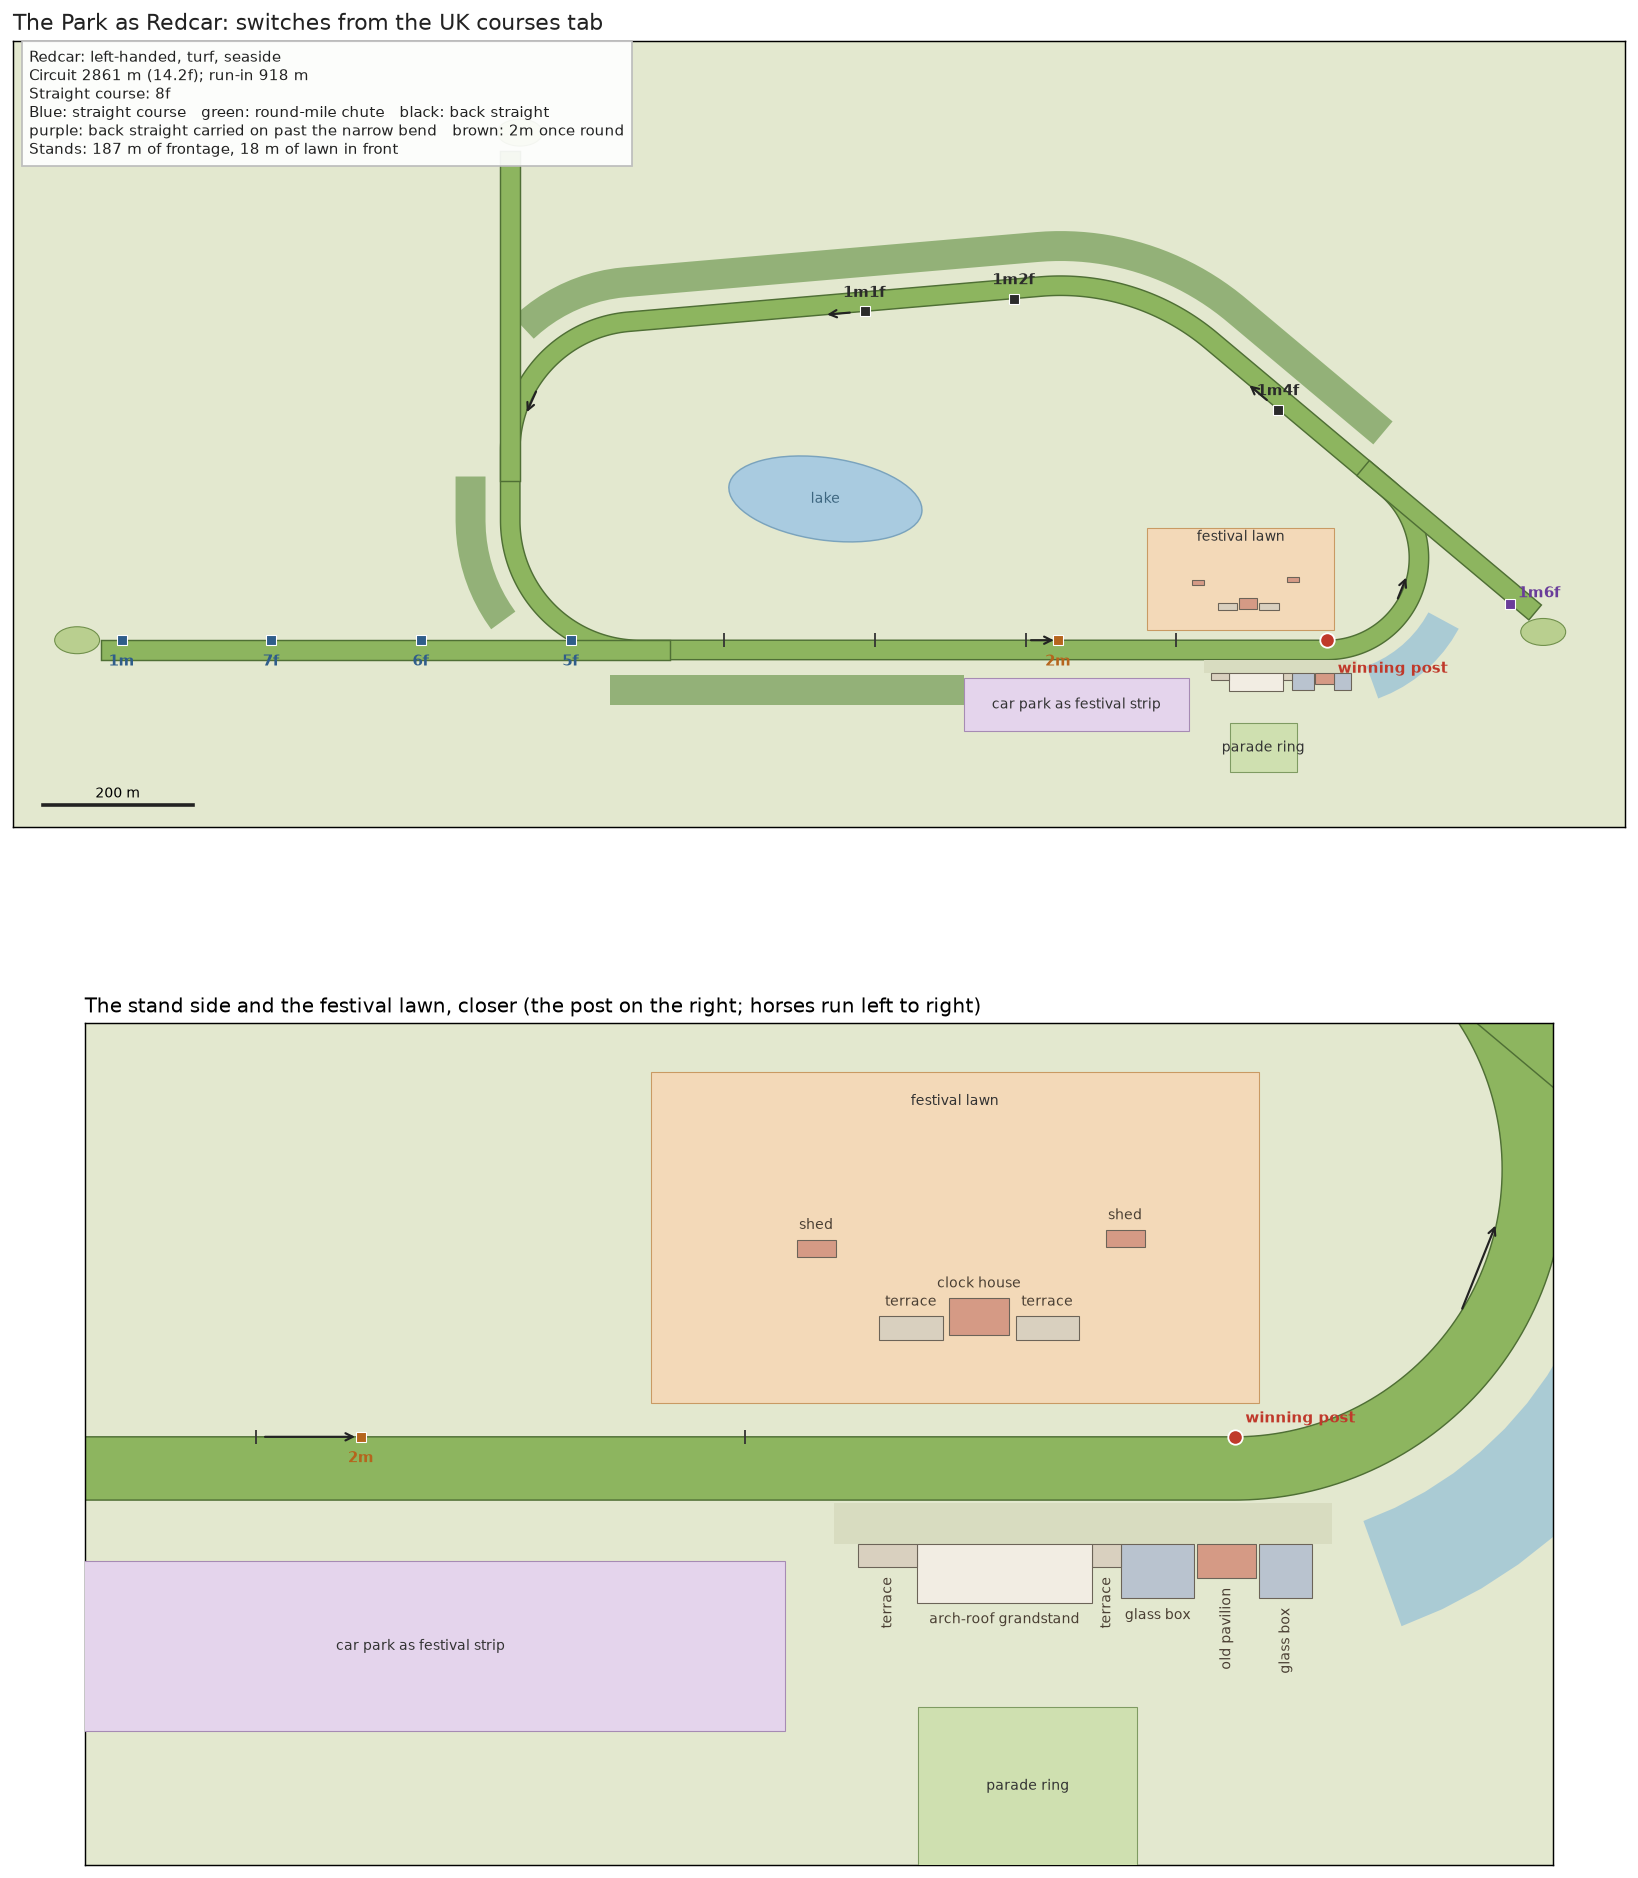 The Park as Redcar: switches from the UK courses tab
Redcar: left-handed, turf, seaside
Circuit 2861 m (14.2f); run-in 918 m
Straight course: 8f
Blue: straight course   green: round-mile chute   black: back straight
purple: back straight carried on past the narrow bend   brown: 2m once round
Stands: 187 m of frontage, 18 m of lawn in front
1m2f
1m1f
1m4f
lake
festival lawn
1m6f
1m
7f
6f
5f
2m
winning post
car park as festival strip
parade ring
200 m
The stand side and the festival lawn, closer (the post on the right; horses run left to right)
festival lawn
shed
shed
clock house
terrace
terrace
winning post
2m
terrace
arch-roof grandstand
terrace
glass box
old pavilion
glass box
car park as festival strip
parade ring